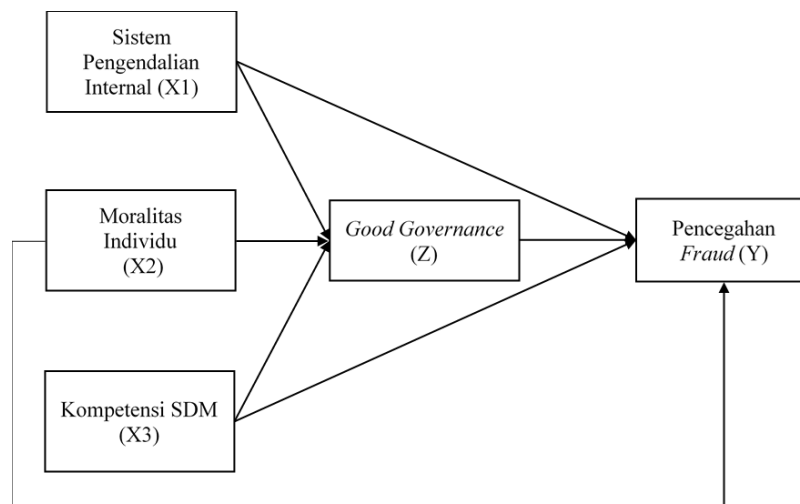 Sistem
Pengendalian
Internal (X1)
Moralitas
Individu
(X2)
Good Governance
(Z)
Pencegahan
Fraud (Y)
Kompetensi SDM
(X3)